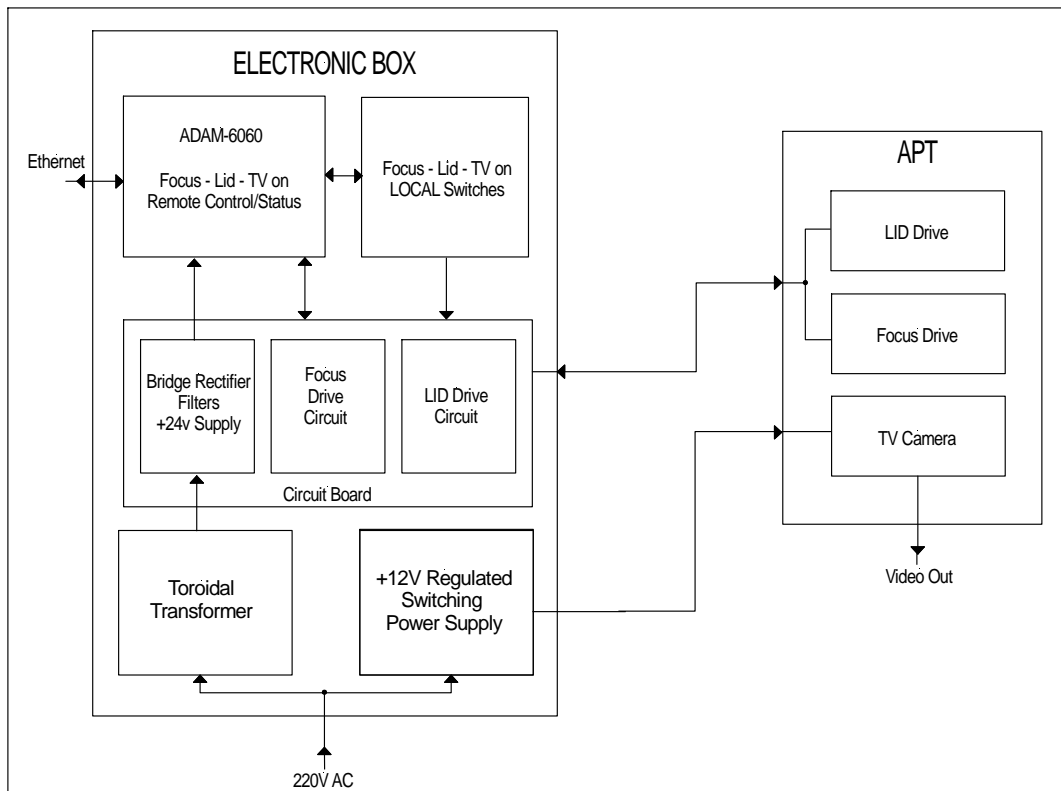 ELECTRONIC BOX
ADAM-6060
Focus - Lid - TV on
Remote Control/Status
Focus - Lid - TV on
LOCAL Switches
Ethernet
APT
LID Drive
Focus Drive
TV Camera
Bridge Rectifier
Filters
+24v Supply
Focus
Drive
Circuit
LID Drive
Circuit
Circuit Board
Toroidal
Transformer
+12V Regulated
Switching
Power Supply
Video Out
220V AC